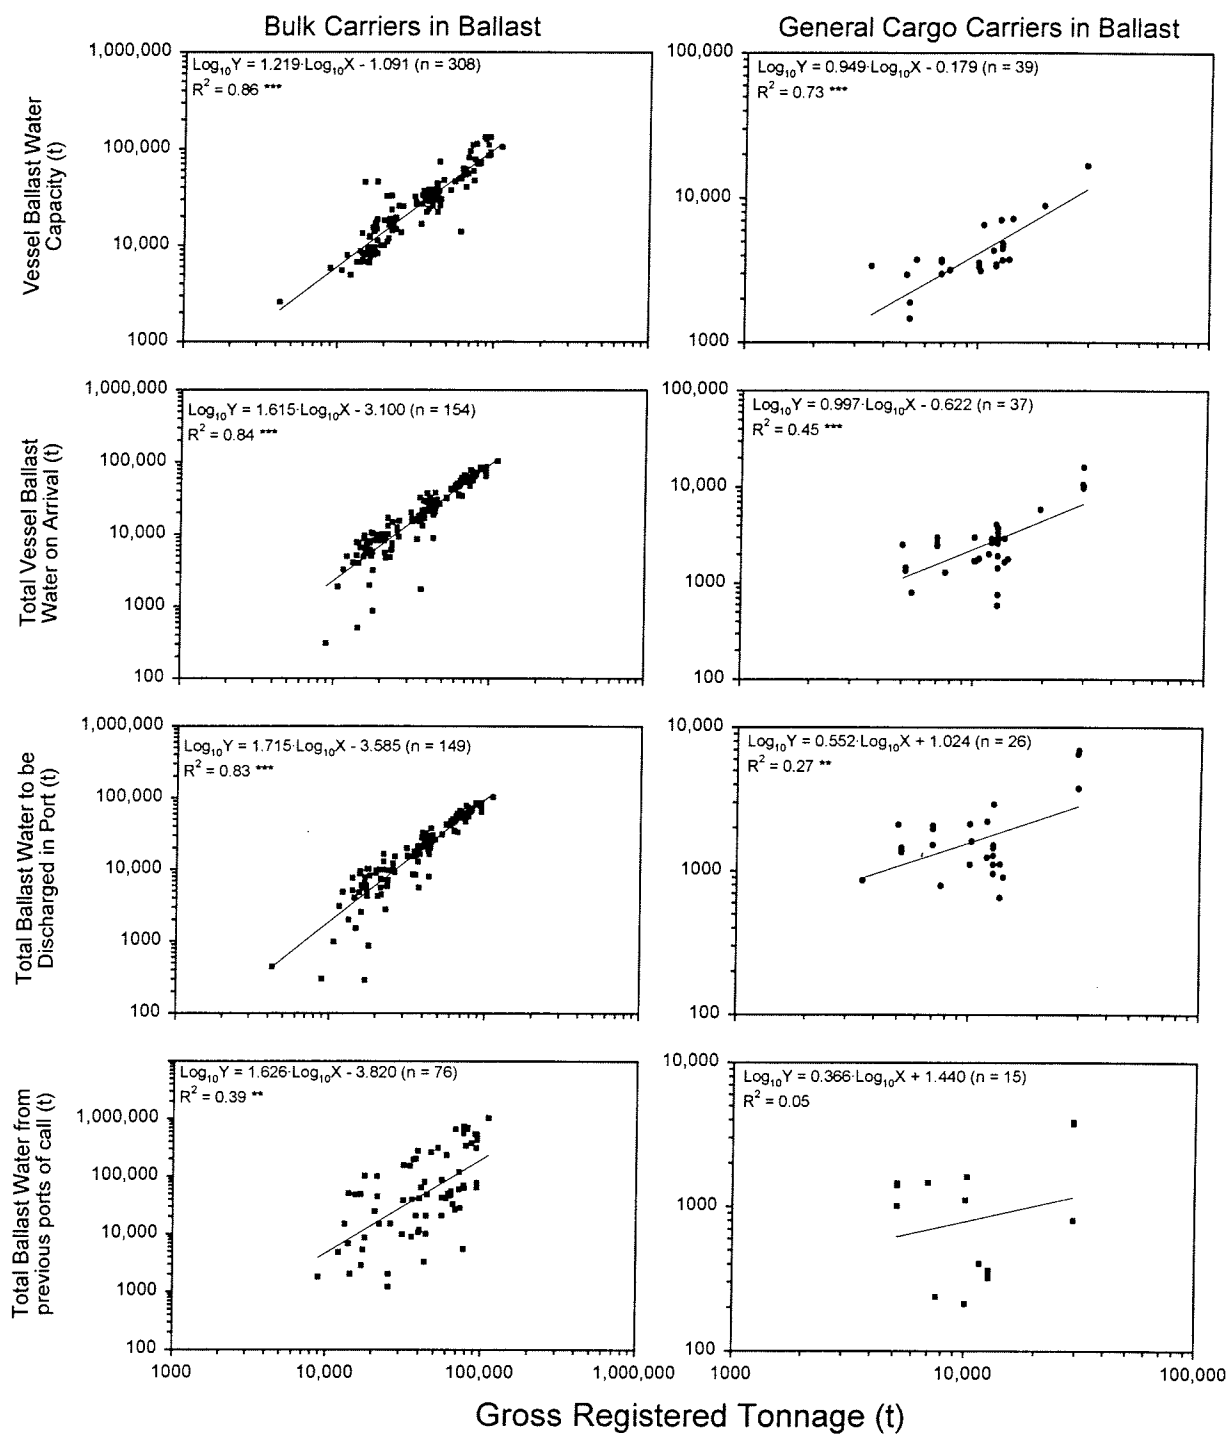 Bulk Carriers in Ballast
General Cargo Carriers in Ballast
Vessel Ballast Water
Capacity (t)
1,000,000
100,000
10,000
1000
Log10Y = 1.219·Log10X - 1.091 (n = 308)
R2 = 0.86 ***
100,000
10,000
1000
Log10Y = 0.949·Log10X - 0.179 (n = 39)
R2 = 0.73 ***
Total Vessel Ballast
Water on Arrival (t)
1,000,000
100,000
10,000
1000
100
Log10Y = 1.615·Log10X - 3.100 (n = 154)
R2 = 0.84 ***
100,000
10,000
1000
100
Log10Y = 0.997·Log10X - 0.622 (n = 37)
R2 = 0.45 ***
Total Ballast Water to be
Discharged in Port (t)
1,000,000
100,000
10,000
1000
100
Log10Y = 1.715·Log10X - 3.585 (n = 149)
R2 = 0.83 ***
10,000
1000
100
Log10Y = 0.552·Log10X + 1.024 (n = 26)
R2 = 0.27 **
Total Ballast Water from
previous ports of call (t)
1,000,000
100,000
10,000
1000
100
Log10Y = 1.626·Log10X - 3.820 (n = 76)
R2 = 0.39 **
10,000
1000
100
Log10Y = 0.366·Log10X + 1.440 (n = 15)
R2 = 0.05
1000
10,000
100,000
1,000,000
1000
10,000
100,000
Gross Registered Tonnage (t)